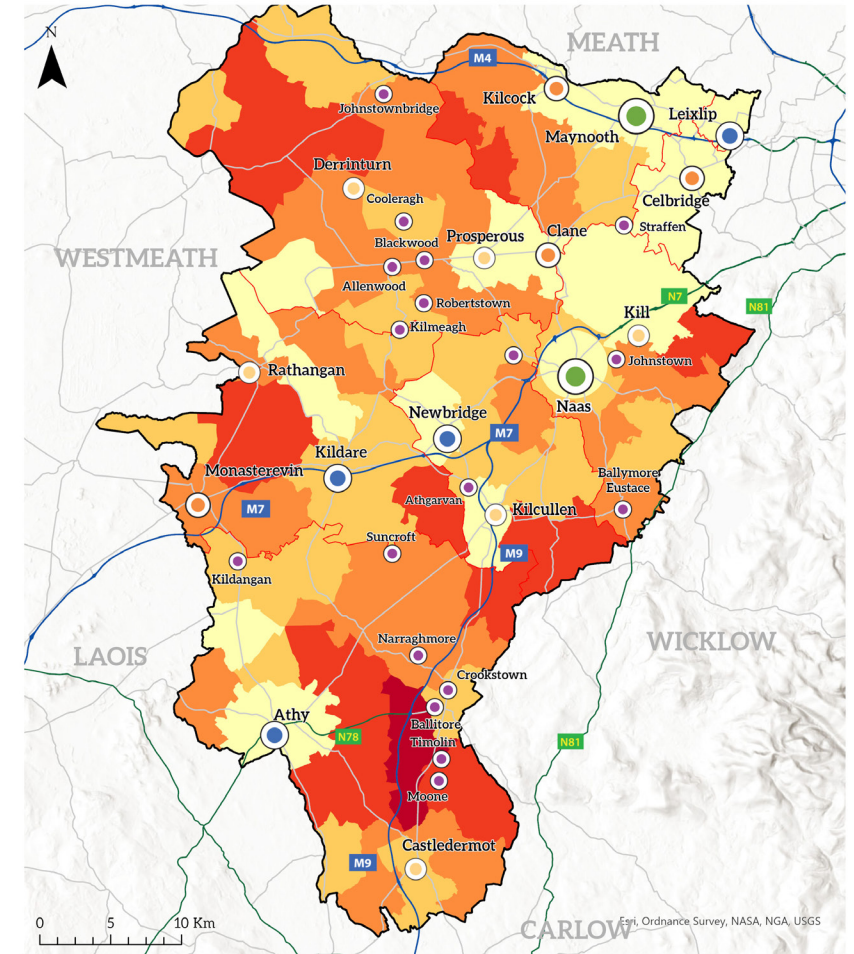 N
MEATH
M4
Kilcock
Johnstownbridge
Leixlip
Maynooth
Derrinturn
Cooleragh
Celbridge
Straffen
Blackwood
Prosperous
Clane
WESTMEATH
Allenwood
N7
N81
Robertstown
Kill
Kilmeagh
Johnstown
Rathangan
Naas
Newbridge
M7
Kildare
Monasterevin
Ballymore
Eustace
Athgarvan
M7
Kilcullen
Suncroft
M9
Kildangan
Narraghmore
WICKLOW
LAOIS
Crookstown
Athy
Ballitore
N78
Timolin
N81
Moone
Castledermot
M9
0 5 10 Km
CARLOW
Esri, Ordnance Survey, NASA, NGA, USGS